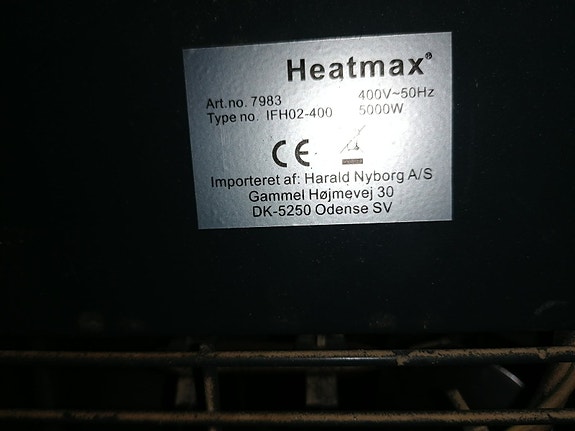 Heatmax®
Art.no. 7983 400V~50Hz
Type no. IFH02-400 5000W
CE
Importeret af: Harald Nyborg A/S
Gammel Højmevej 30
DK-5250 Odense SV